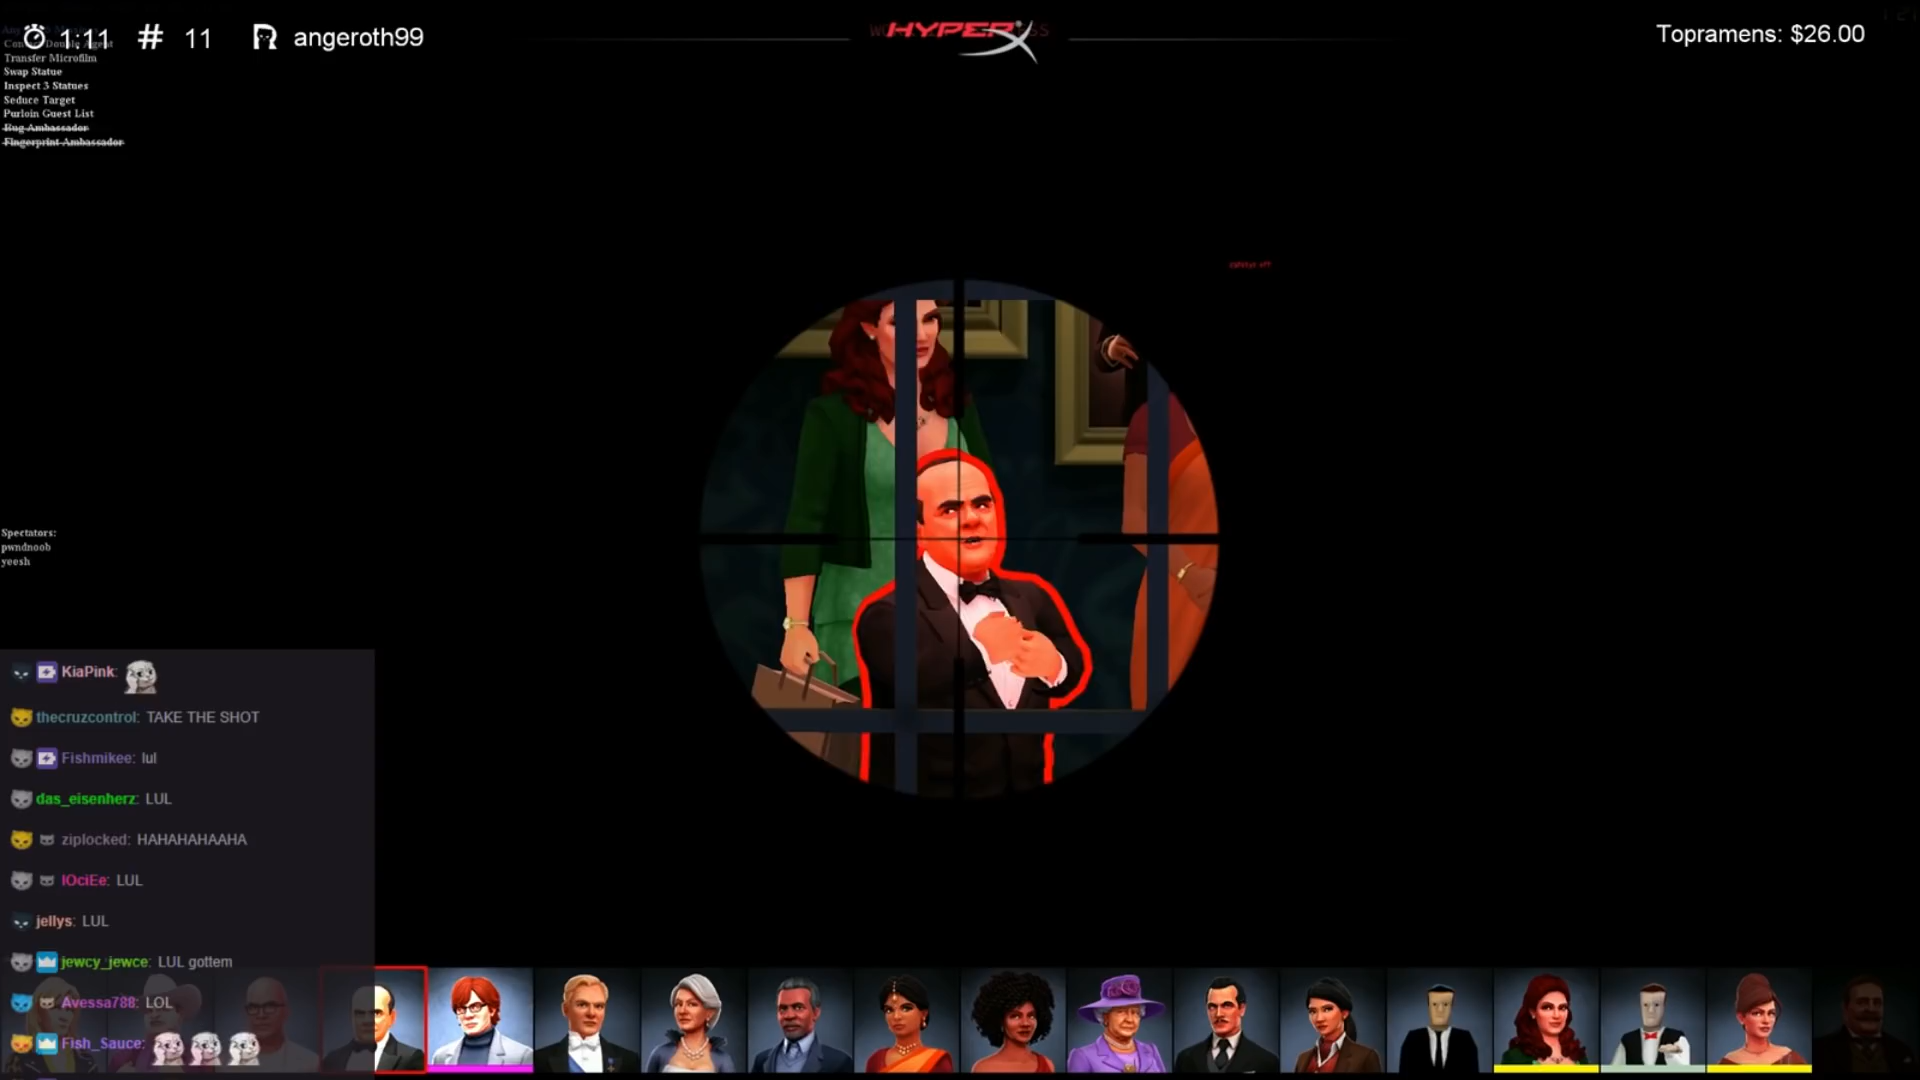 1:11 # 11 R angeroth99
HYPERX
Topramens: $26.00
Transfer Microfilm
Swap Statue
Inspect 3 Statues
Seduce Target
Purloin Guest List
Bug Ambassador
Fingerprint Ambassador
Spectators:
pwndnoob
yeesh
KiaPink:
thecruzcontrol: TAKE THE SHOT
Fishmikee: lul
das_eisenherz: LUL
ziplocked: HAHAHAHAAHA
lOciEe: LUL
jellys: LUL
jewcy_jewce: LUL gottem
Avessa788: LOL
Fish_Sauce: